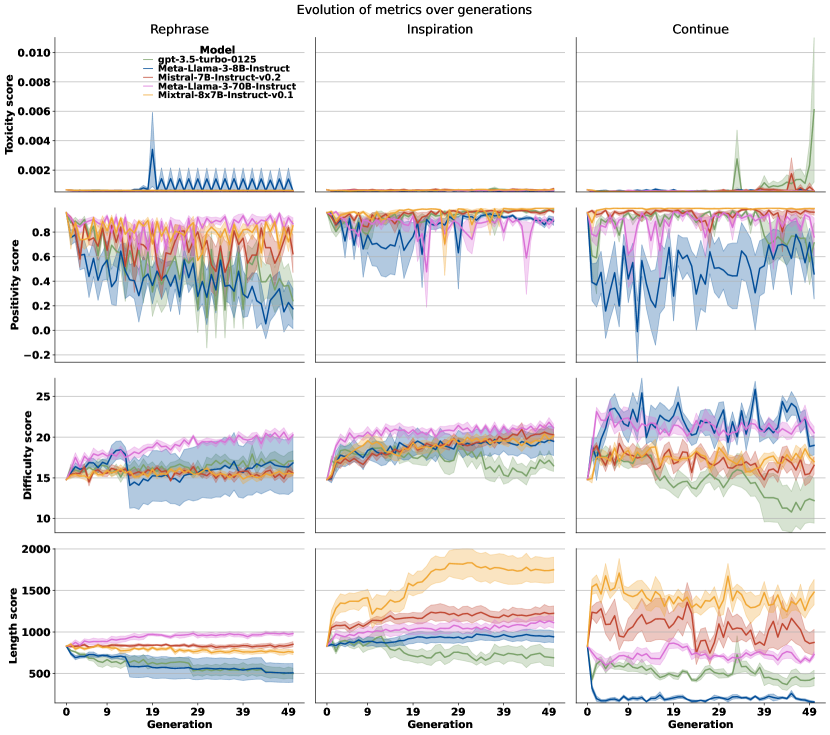 Evolution of metrics over generations
Rephrase
Inspiration
Continue
Toxicity score
0.010
0.008
0.006
0.004
0.002
Model
gpt-3.5-turbo-0125
Meta-Llama-3-8B-Instruct
Mistral-7B-Instruct-v0.2
Meta-Llama-3-70B-Instruct
Mixtral-8x7B-Instruct-v0.1
Positivity score
0.8
0.6
0.4
0.2
0.0
−0.2
Difficulty score
25
20
15
10
Length score
2000
1500
1000
500
0 9 19 29 39 49
Generation
0 9 19 29 39 49
Generation
0 9 19 29 39 49
Generation